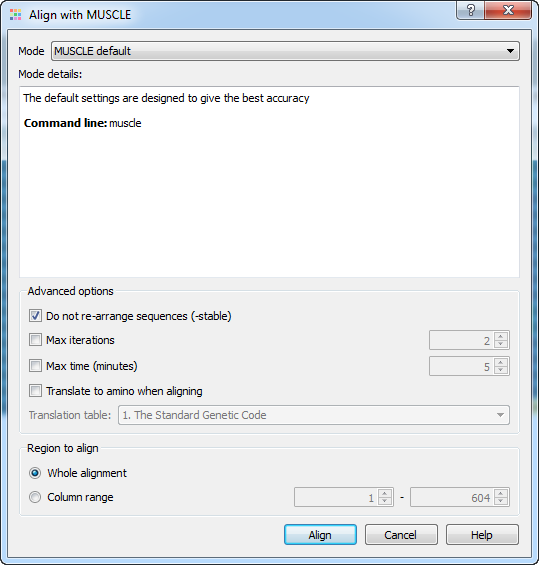 Align with MUSCLE
Mode MUSCLE default
Mode details:
The default settings are designed to give the best accuracy
Command line: muscle
Advanced options
Do not re-arrange sequences (-stable)
Max iterations 2
Max time (minutes) 5
Translate to amino when aligning
Translation table: 1. The Standard Genetic Code
Region to align
Whole alignment
Column range 1 - 604
Align Cancel Help